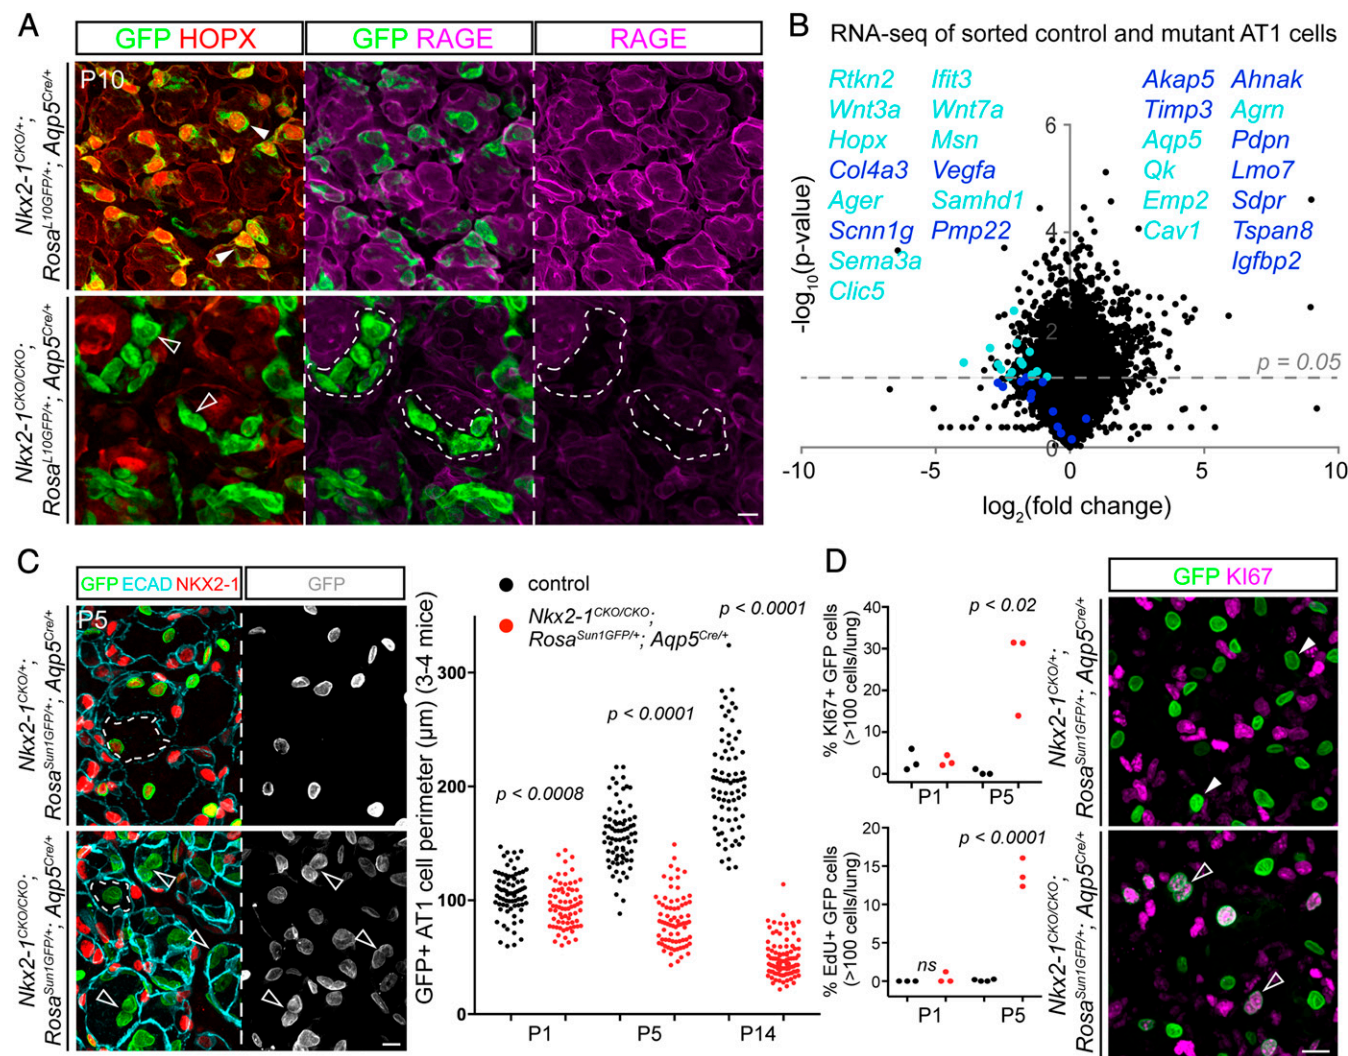 A
GFP HOPX
GFP RAGE
RAGE
P10
Nkx2-1CKO/+;
RosaL10GFP/+; Aqp5Cre/+
Nkx2-1CKO/CKO;
RosaL10GFP/+; Aqp5Cre/+
B
RNA-seq of sorted control and mutant AT1 cells
Rtkn2 Ifit3 Akap5 Ahnak
Wnt3a Wnt7a Timp3 Agrn
Hopx Msn Aqp5 Pdpn
Col4a3 Vegfa Qk Lmo7
Ager Samhd1 Emp2 Sdpr
Scnn1g Pmp22 Cav1 Tspan8
Sema3a Igfbp2
Clic5
6
4
2
0
-log10(p-value)
p = 0.05
-10 -5 0 5 10
log2(fold change)
C
GFP ECAD NKX2-1
GFP
P5
Nkx2-1CKO/+;
RosaSun1GFP/+; Aqp5Cre/+
Nkx2-1CKO/CKO;
RosaSun1GFP/+; Aqp5Cre/+
control
Nkx2-1CKO/CKO;
RosaSun1GFP/+; Aqp5Cre/+
p < 0.0001
p < 0.0001
p < 0.0008
GFP+ AT1 cell perimeter (μm) (3-4 mice)
300
200
100
0
P1 P5 P14
D
p < 0.02
% KI67+ GFP cells
(>100 cells/lung)
40
30
20
10
0
P1 P5
p < 0.0001
ns
% EdU+ GFP cells
(>100 cells/lung)
20
15
10
5
0
P1 P5
GFP KI67
Nkx2-1CKO/+;
RosaSun1GFP/+; Aqp5Cre/+
Nkx2-1CKO/CKO;
RosaSun1GFP/+; Aqp5Cre/+